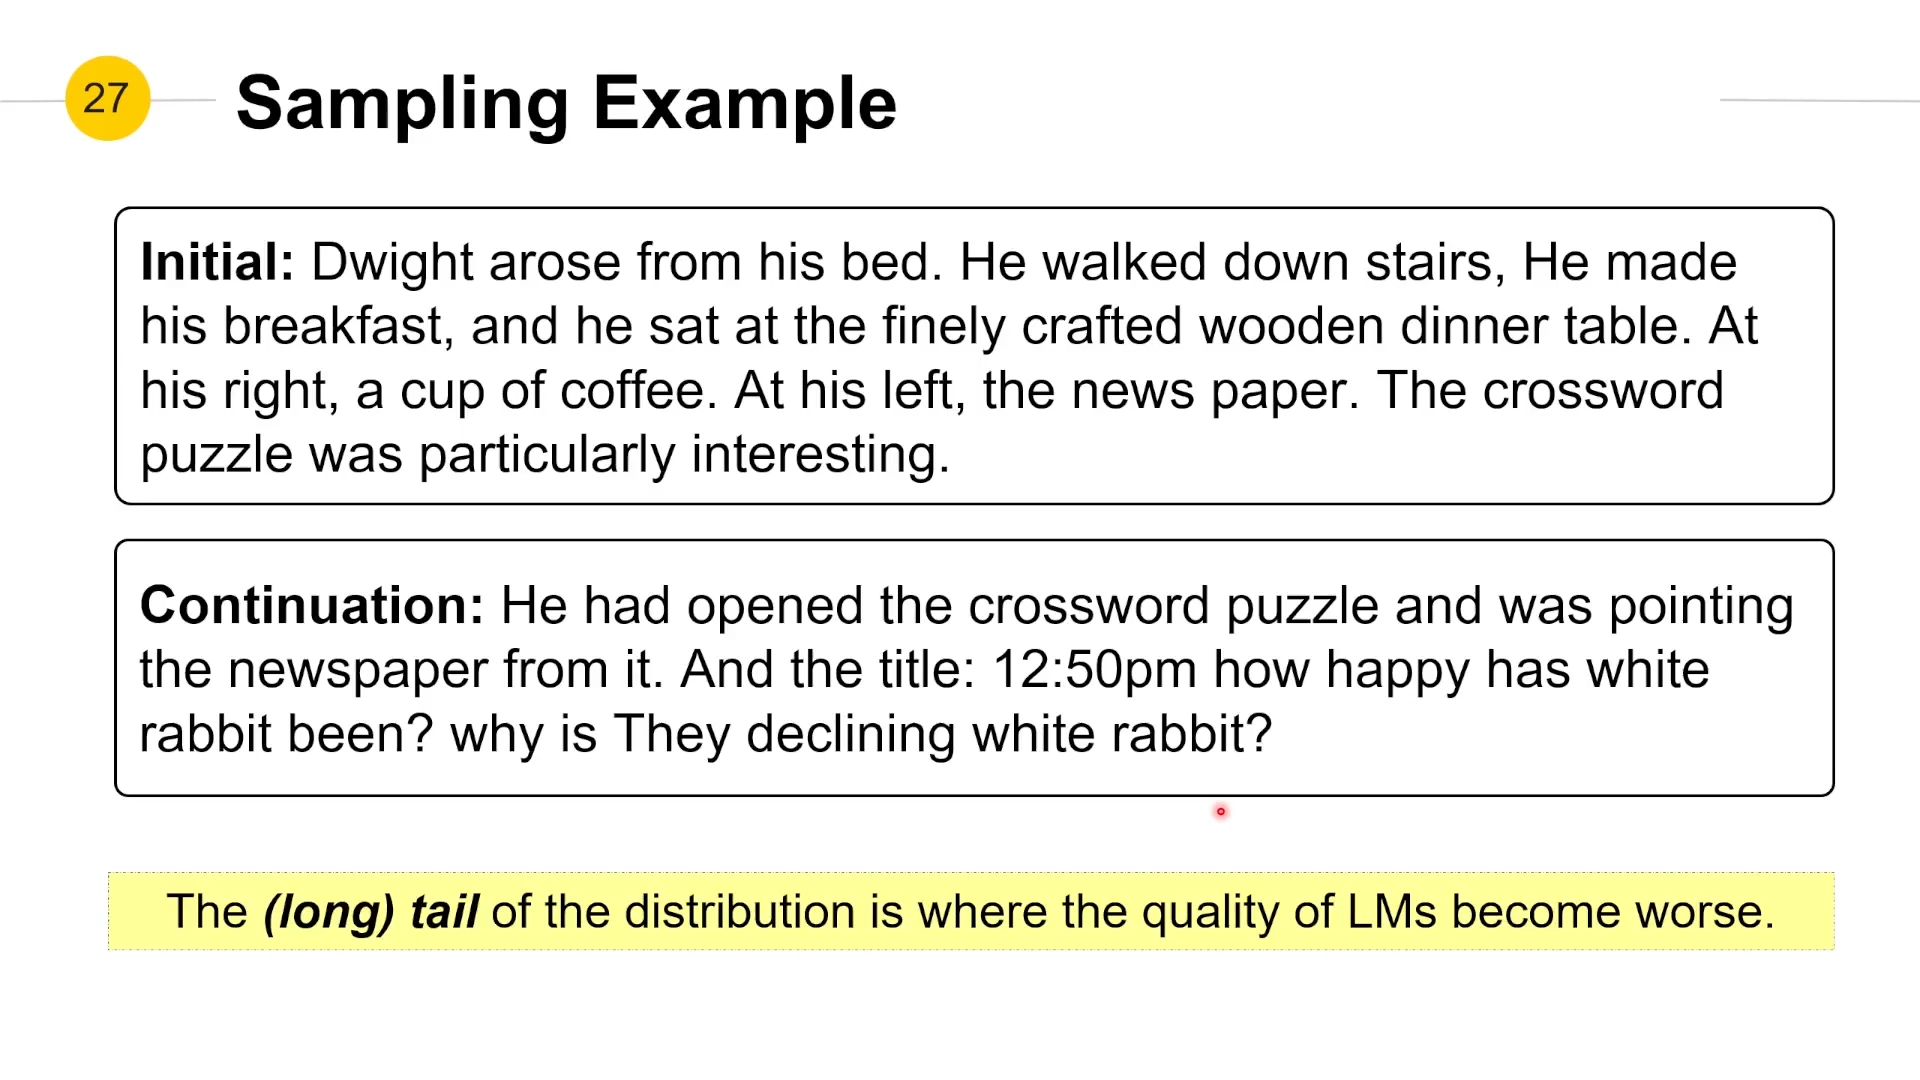 27
Sampling Example
Initial: Dwight arose from his bed. He walked down stairs, He made
his breakfast, and he sat at the finely crafted wooden dinner table. At
his right, a cup of coffee. At his left, the news paper. The crossword
puzzle was particularly interesting.
Continuation: He had opened the crossword puzzle and was pointing
the newspaper from it. And the title: 12:50pm how happy has white
rabbit been? why is They declining white rabbit?
The (long) tail of the distribution is where the quality of LMs become worse.